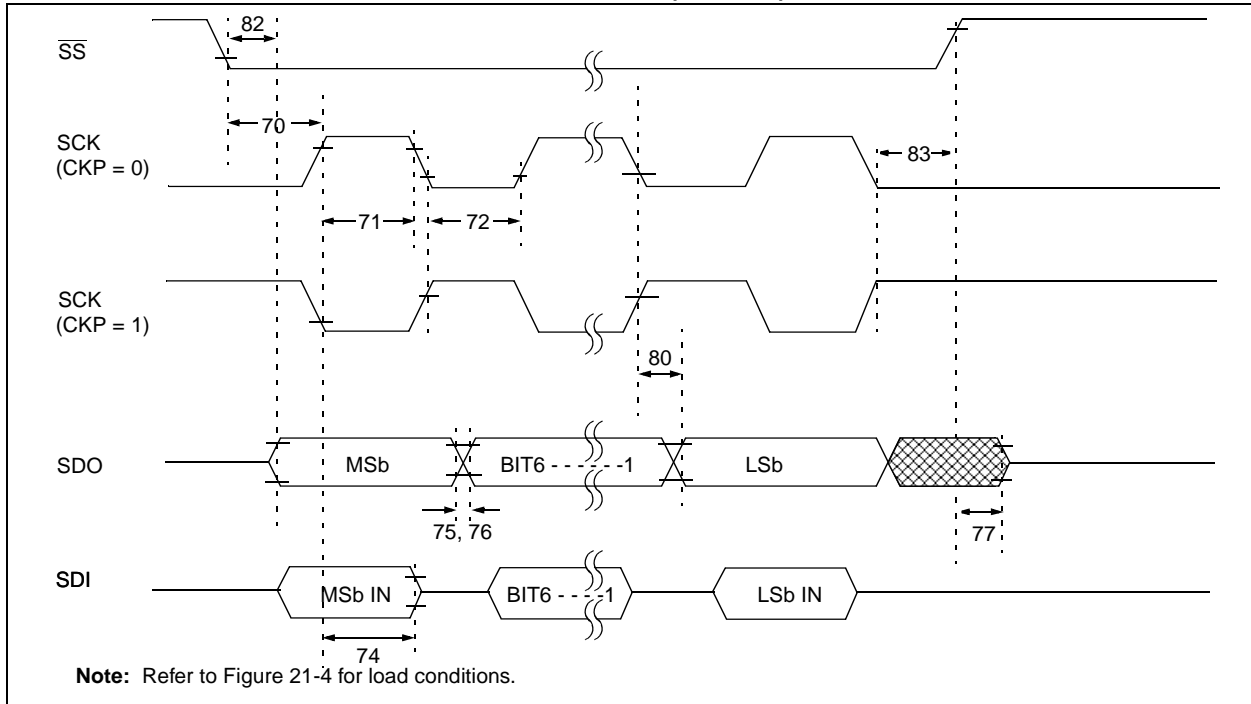 82
SS
70
SCK
(CKP = 0)
83
71
72
SCK
(CKP = 1)
80
SDO
MSb
BIT6 - - - - - -1
LSb
75, 76
77
SDI
MSb IN
BIT6 - - - -1
LSb IN
74
Note: Refer to Figure 21-4 for load conditions.